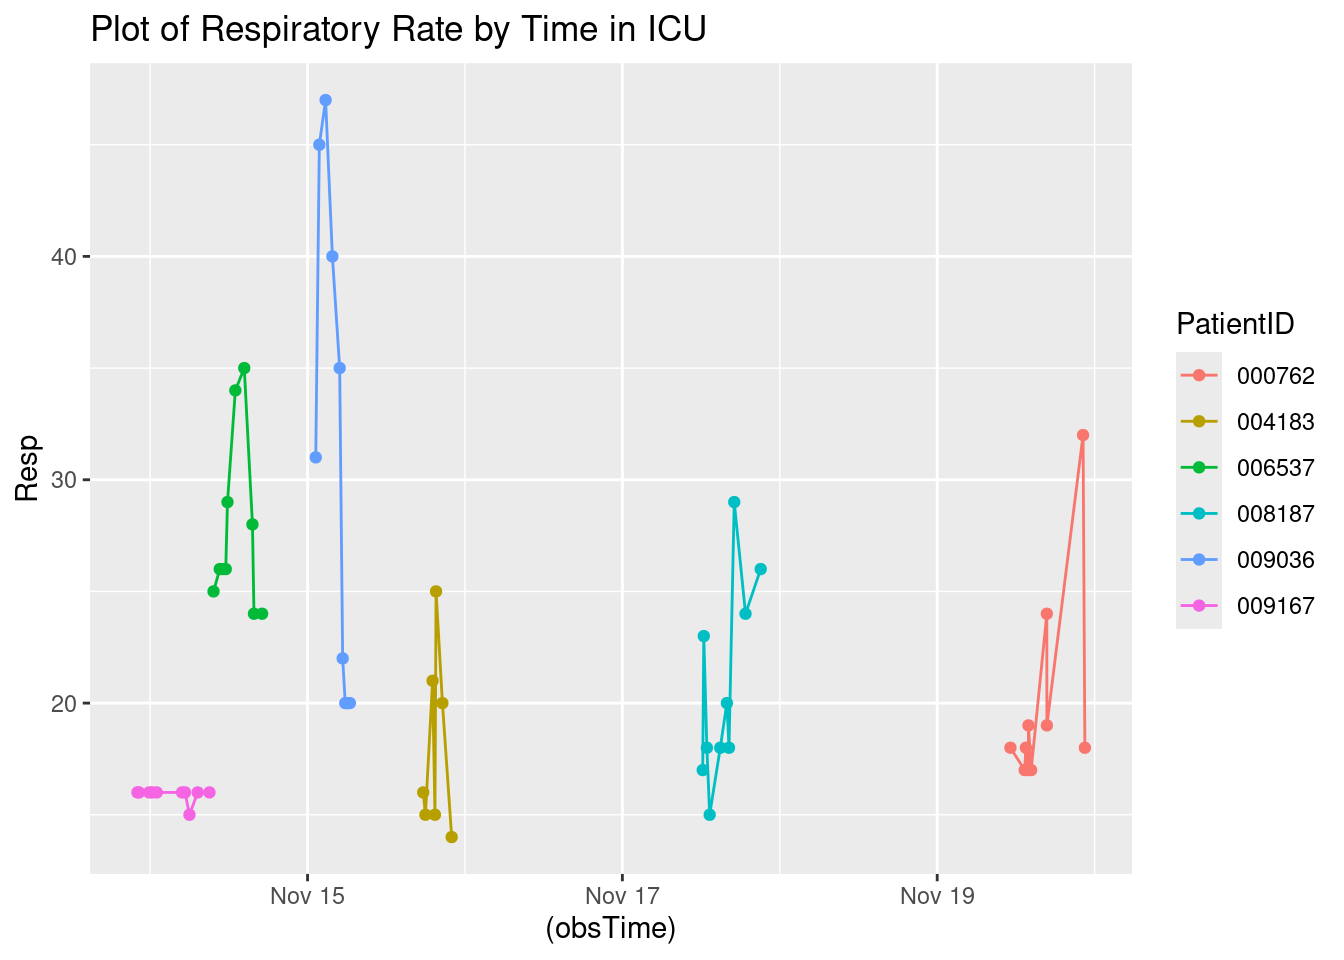 Plot of Respiratory Rate by Time in ICU
Resp
40
30
20
Nov 15
Nov 17
Nov 19
(obsTime)
PatientID
000762
004183
006537
008187
009036
009167